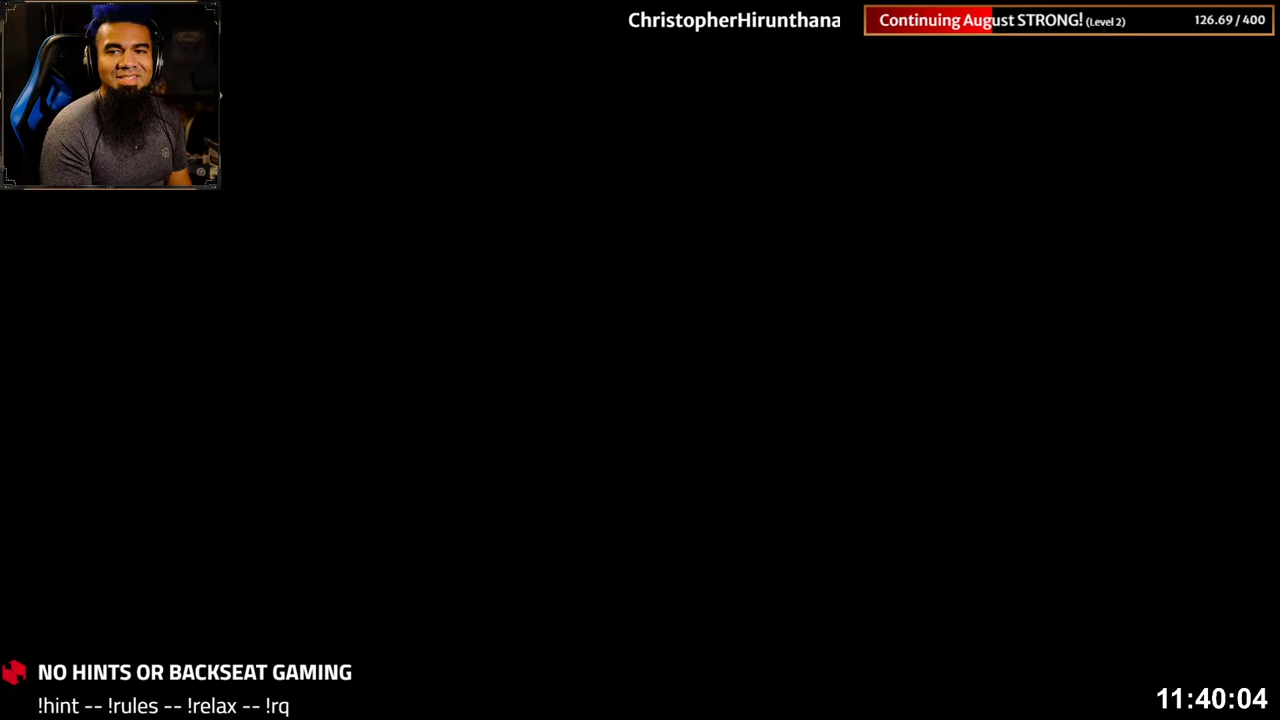 ChristopherHirunthana
Continuing August STRONG! (Level 2) 126.69 / 400
NO HINTS OR BACKSEAT GAMING
!hint -- !rules -- !relax -- !rq
11:40:04